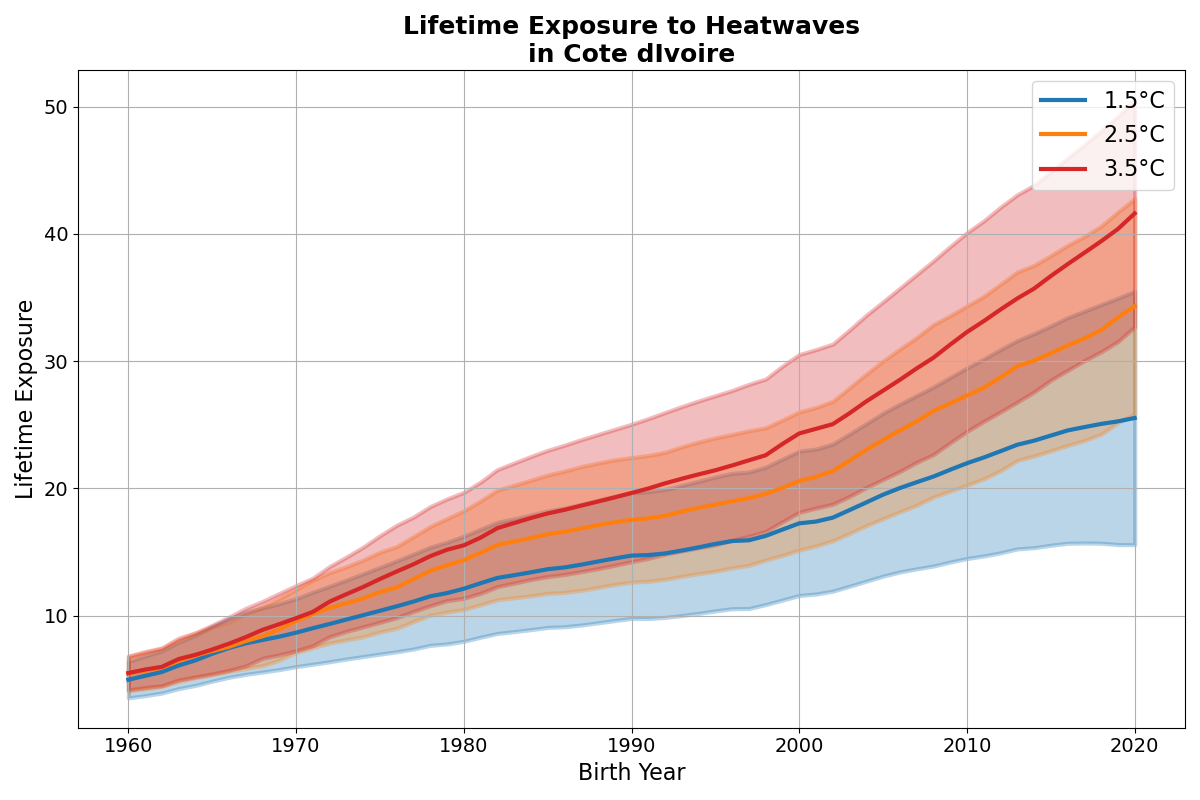 Lifetime Exposure to Heatwaves
in Cote dIvoire
1.5°C
2.5°C
3.5°C
Lifetime Exposure
50
40
30
20
10
1960
1970
1980
1990
2000
2010
2020
Birth Year